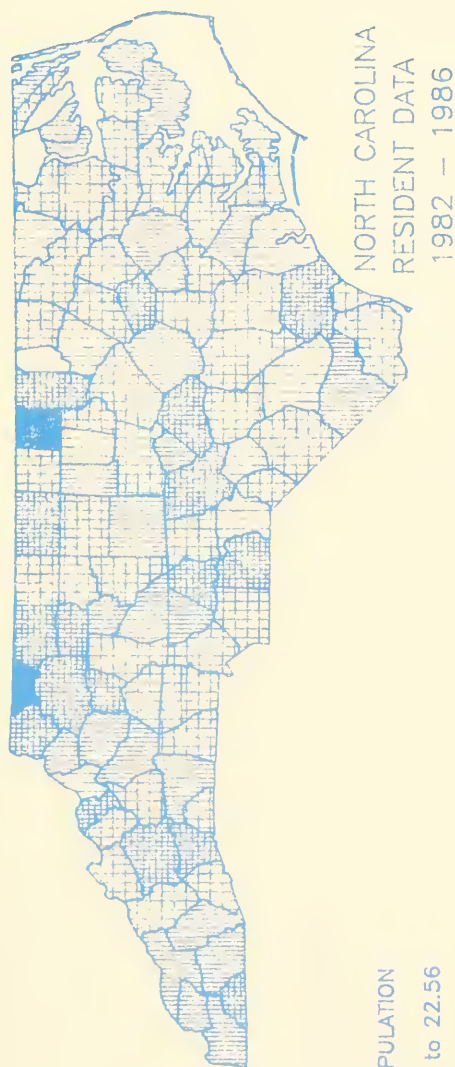 NORTH CAROLINA
RESIDENT DATA
1982 – 1986
PULATION
to 22.56